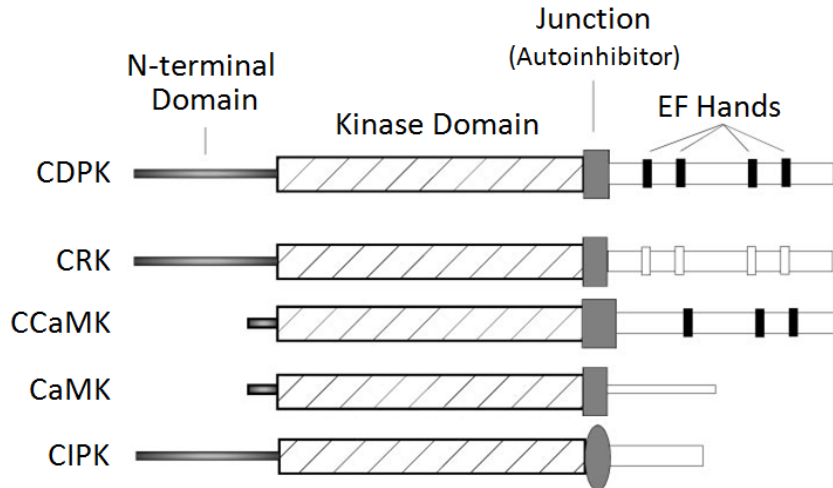 Junction
(Autoinhibitor)
N-terminal
Domain
EF Hands
Kinase Domain
CDPK
CRK
CCaMK
CaMK
CIPK